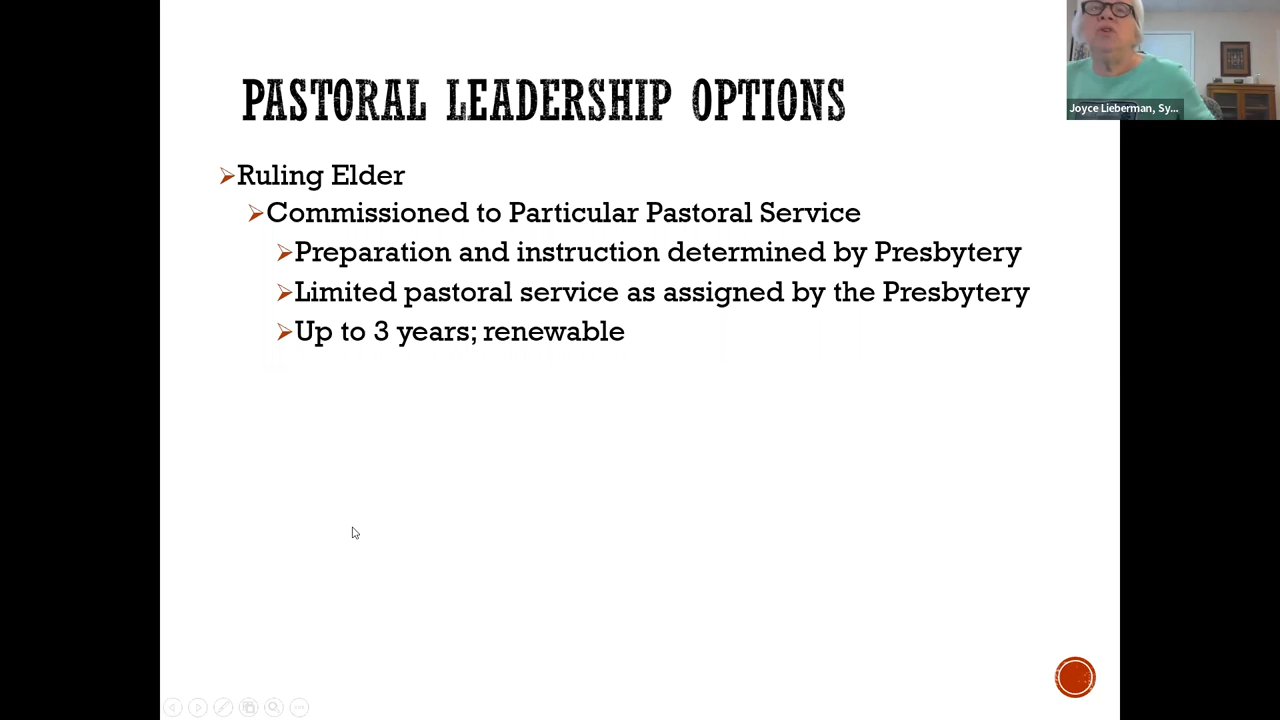 PASTORAL LEADERSHIP OPTIONS
Joyce Lieberman, Sy...
Ruling Elder
Commissioned to Particular Pastoral Service
Preparation and instruction determined by Presbytery
Limited pastoral service as assigned by the Presbytery
Up to 3 years; renewable